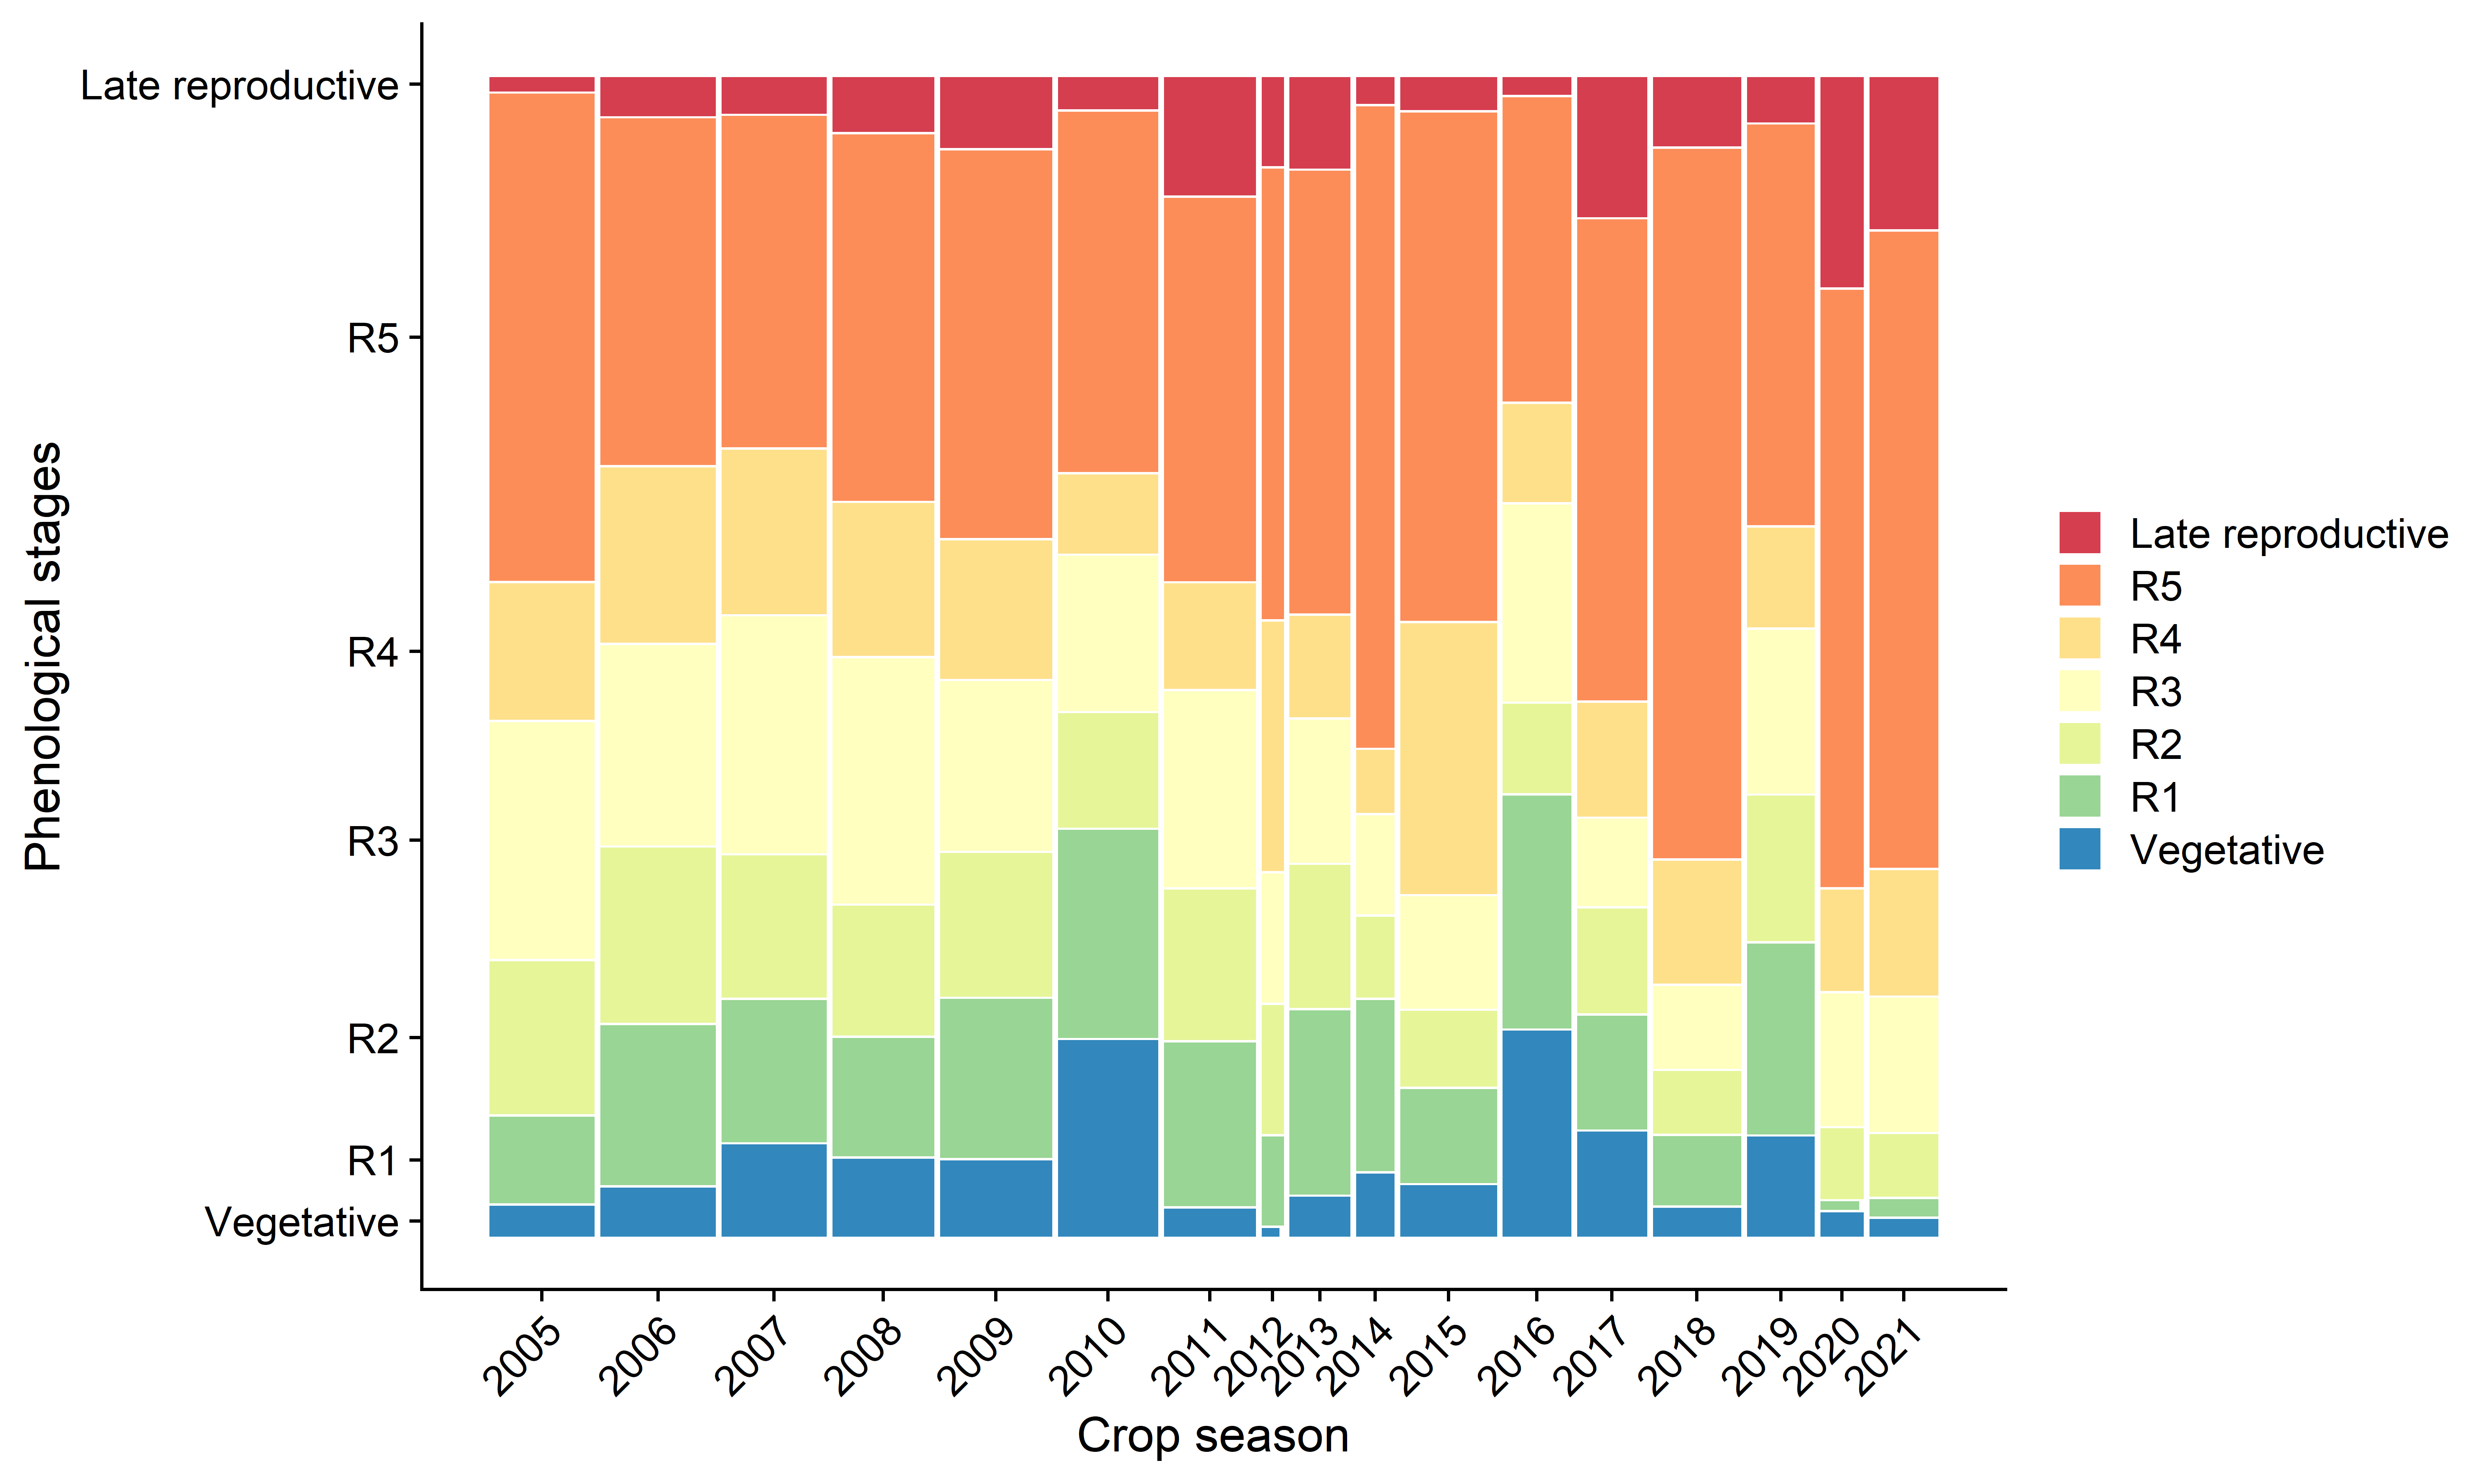 Phenological stages
Late reproductive
R5
R4
R3
R2
R1
Vegetative
2005
2006
2007
2008
2009
2010
2011
2012
2013
2014
2015
2016
2017
2018
2019
2020
2021
Crop season
Late reproductive
R5
R4
R3
R2
R1
Vegetative